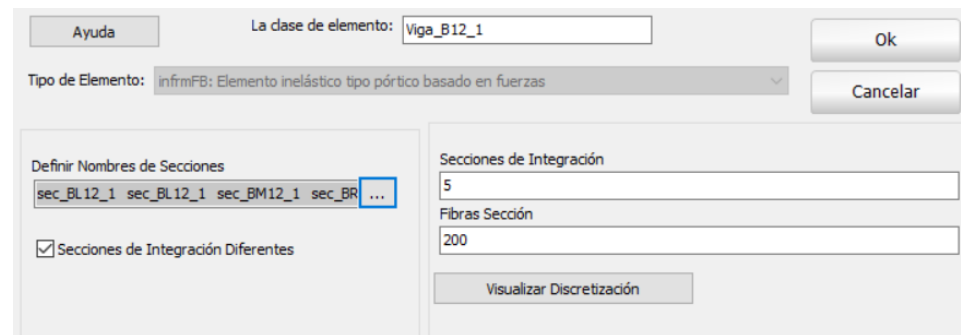 Ayuda
La clase de elemento: Viga_B12_1
Ok
Tipo de Elemento: infrmFB: Elemento inelástico tipo pórtico basado en fuerzas
Cancelar
Definir Nombres de Secciones
sec_BL12_1 sec_BL12_1 sec_BM12_1 sec_BR ...
Secciones de Integración Diferentes
Secciones de Integración
5
Fibras Sección
200
Visualizar Discretización